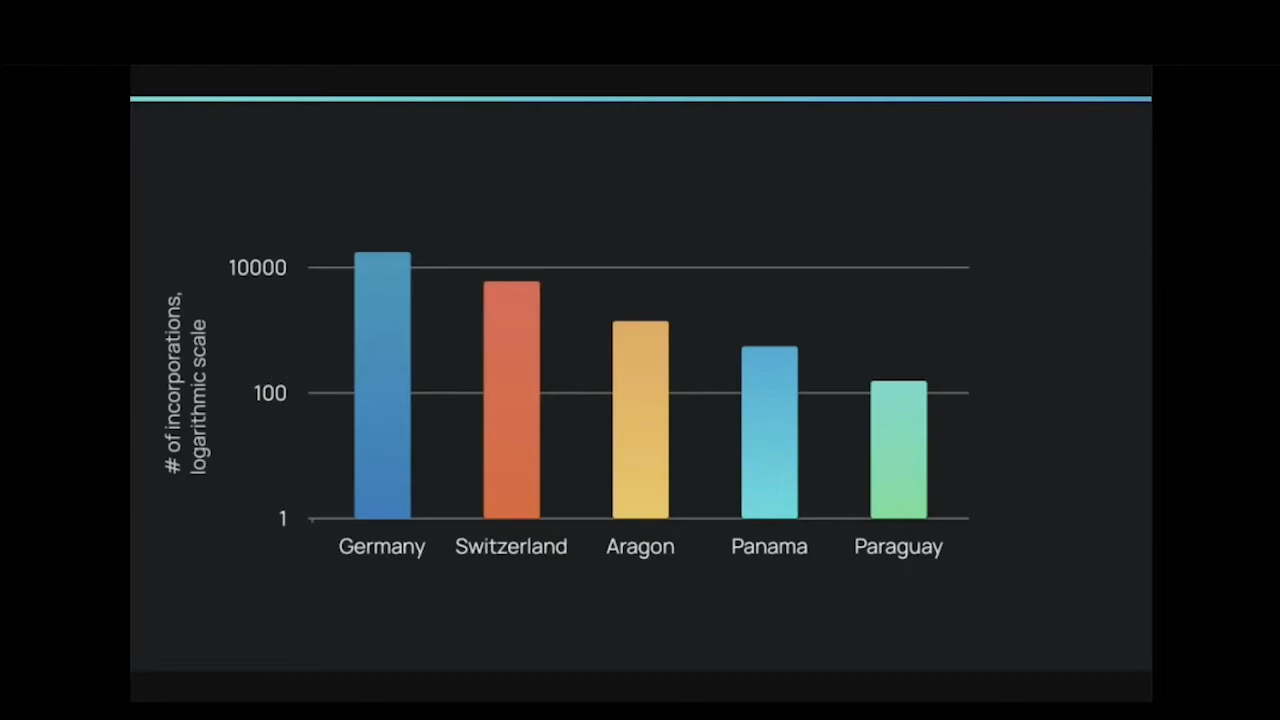 10000
100
1
# of incorporations,
logarithmic scale
Germany Switzerland Aragon Panama Paraguay